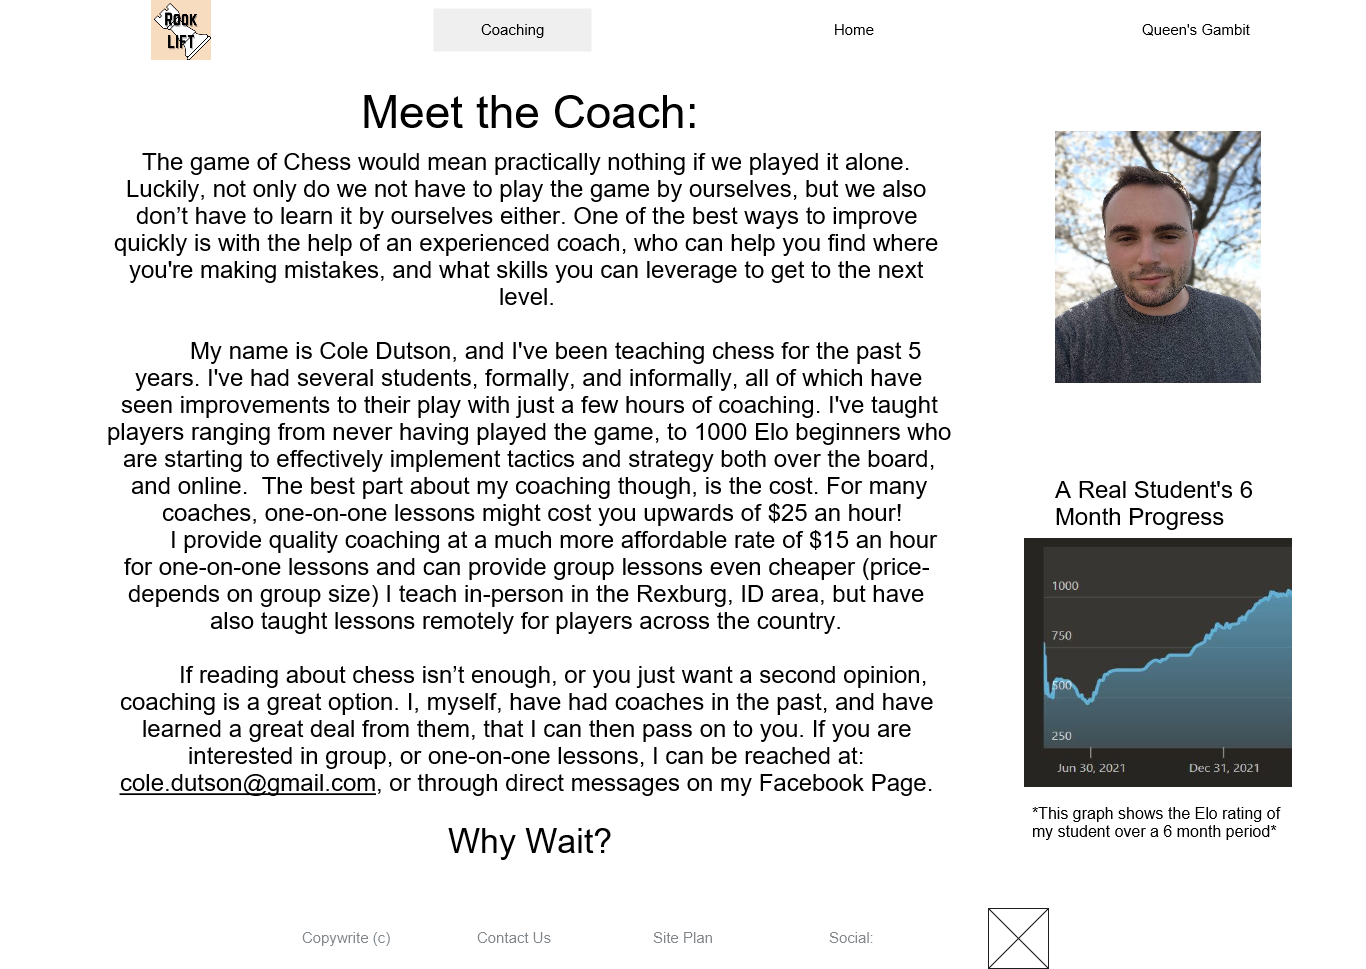 ROOK
LIFT
Coaching
Home
Queen's Gambit
Meet the Coach:
The game of Chess would mean practically nothing if we played it alone.
Luckily, not only do we not have to play the game by ourselves, but we also
don’t have to learn it by ourselves either. One of the best ways to improve
quickly is with the help of an experienced coach, who can help you find where
you're making mistakes, and what skills you can leverage to get to the next
level.
My name is Cole Dutson, and I've been teaching chess for the past 5
years. I've had several students, formally, and informally, all of which have
seen improvements to their play with just a few hours of coaching. I've taught
players ranging from never having played the game, to 1000 Elo beginners who
are starting to effectively implement tactics and strategy both over the board,
and online.  The best part about my coaching though, is the cost. For many
coaches, one-on-one lessons might cost you upwards of $25 an hour!
I provide quality coaching at a much more affordable rate of $15 an hour
for one-on-one lessons and can provide group lessons even cheaper (price-
depends on group size) I teach in-person in the Rexburg, ID area, but have
also taught lessons remotely for players across the country.
If reading about chess isn’t enough, or you just want a second opinion,
coaching is a great option. I, myself, have had coaches in the past, and have
learned a great deal from them, that I can then pass on to you. If you are
interested in group, or one-on-one lessons, I can be reached at:
cole.dutson@gmail.com, or through direct messages on my Facebook Page.
Why Wait?
A Real Student's 6
Month Progress
1000
750
500
250
Jun 30, 2021
Dec 31, 2021
*This graph shows the Elo rating of
my student over a 6 month period*
Copywrite (c)
Contact Us
Site Plan
Social: